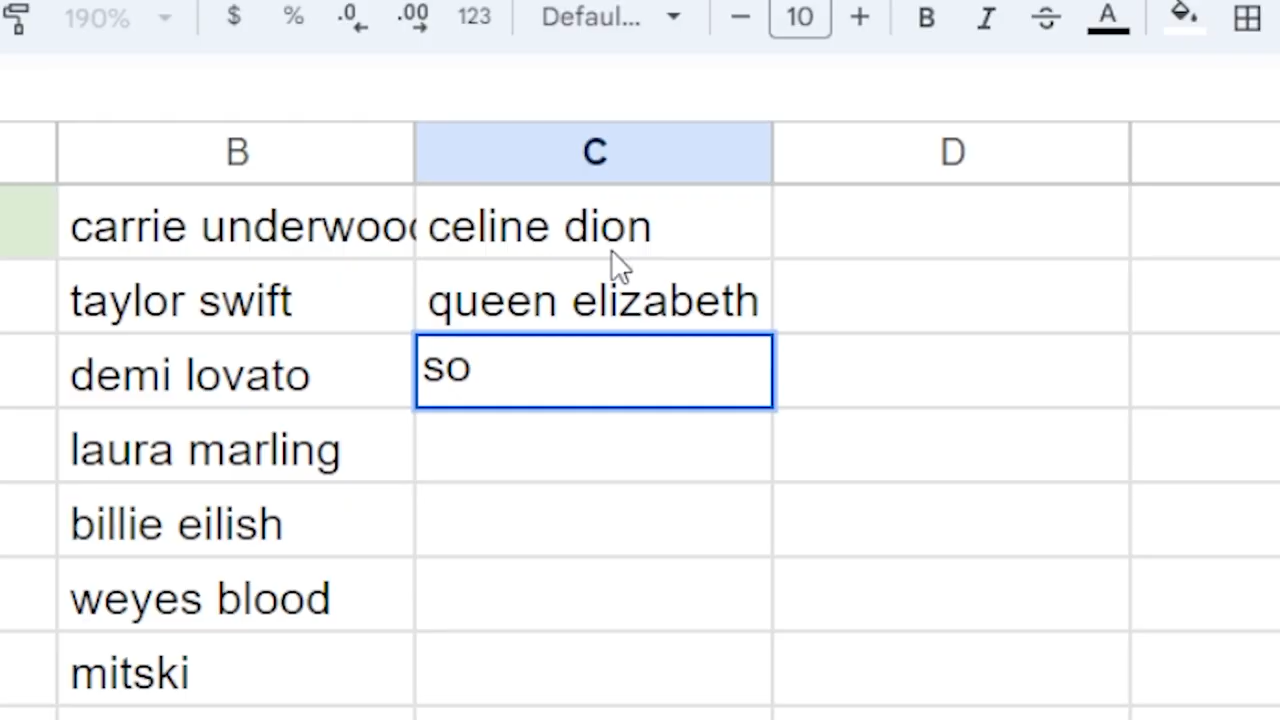 190% $ % .0 .00 123 Defaul... 10 B I S A
B C D
carrie underwood celine dion
taylor swift queen elizabeth
demi lovato so
laura marling
billie eilish
weyes blood
mitski